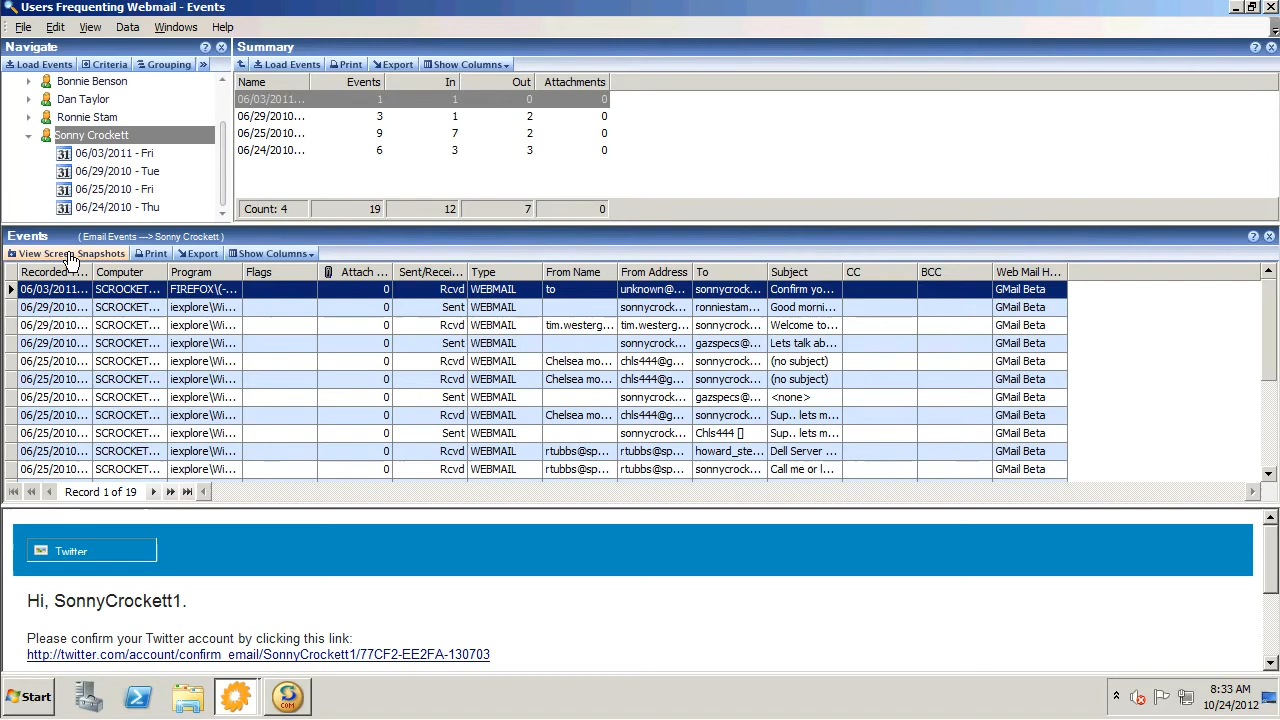 Users Frequenting Webmail - Events
File Edit View Data Windows Help
Navigate
Load Events Criteria Grouping »
Bonnie Benson
Dan Taylor
Ronnie Stam
Sonny Crockett
06/03/2011 - Fri
06/29/2010 - Tue
06/25/2010 - Fri
06/24/2010 - Thu
Summary
Load Events Print Export Show Columns
Name Events In Out Attachments
06/03/2011... 1 1 0 0
06/29/2010... 3 1 2 0
06/25/2010... 9 7 2 0
06/24/2010... 6 3 3 0
Count: 4 19 12 7 0
Events ( Email Events ---> Sonny Crockett )
View Screen Snapshots Print Export Show Columns
Recorded ... Computer Program Flags Attach ... Sent/Recei... Type From Name From Address To Subject CC BCC Web Mail H...
06/03/2011... SCROCKET... FIREFOX\(-... 0 Rcvd WEBMAIL to unknown@... sonnycrock... Confirm yo... GMail Beta
06/29/2010... SCROCKET... iexplore\Wi... 0 Sent WEBMAIL sonnycrock... ronniestam... Good morni... GMail Beta
06/29/2010... SCROCKET... iexplore\Wi... 0 Rcvd WEBMAIL tim.westerg... tim.westerg... sonnycrock... Welcome to... GMail Beta
06/29/2010... SCROCKET... iexplore\Wi... 0 Sent WEBMAIL sonnycrock... gazspecs@... Lets talk ab... GMail Beta
06/25/2010... SCROCKET... iexplore\Wi... 0 Rcvd WEBMAIL Chelsea mo... chls444@g... sonnycrock... (no subject) GMail Beta
06/25/2010... SCROCKET... iexplore\Wi... 0 Rcvd WEBMAIL Chelsea mo... chls444@g... sonnycrock... (no subject) GMail Beta
06/25/2010... SCROCKET... iexplore\Wi... 0 Sent WEBMAIL sonnycrock... gazspecs@... <none> GMail Beta
06/25/2010... SCROCKET... iexplore\Wi... 0 Rcvd WEBMAIL Chelsea mo... chls444@g... sonnycrock... Sup.. lets m... GMail Beta
06/25/2010... SCROCKET... iexplore\Wi... 0 Sent WEBMAIL sonnycrock... Chls444 [] Sup.. lets m... GMail Beta
06/25/2010... SCROCKET... iexplore\Wi... 0 Rcvd WEBMAIL rtubbs@sp... rtubbs@sp... howard_ste... Dell Server ... GMail Beta
06/25/2010... SCROCKET... iexplore\Wi... 0 Rcvd WEBMAIL rtubbs@sp... rtubbs@sp... sonnycrock... Call me or l... GMail Beta
Record 1 of 19
Twitter
Hi, SonnyCrockett1.
Please confirm your Twitter account by clicking this link:
http://twitter.com/account/confirm_email/SonnyCrockett1/77CF2-EE2FA-130703
Start
COM
8:33 AM
10/24/2012